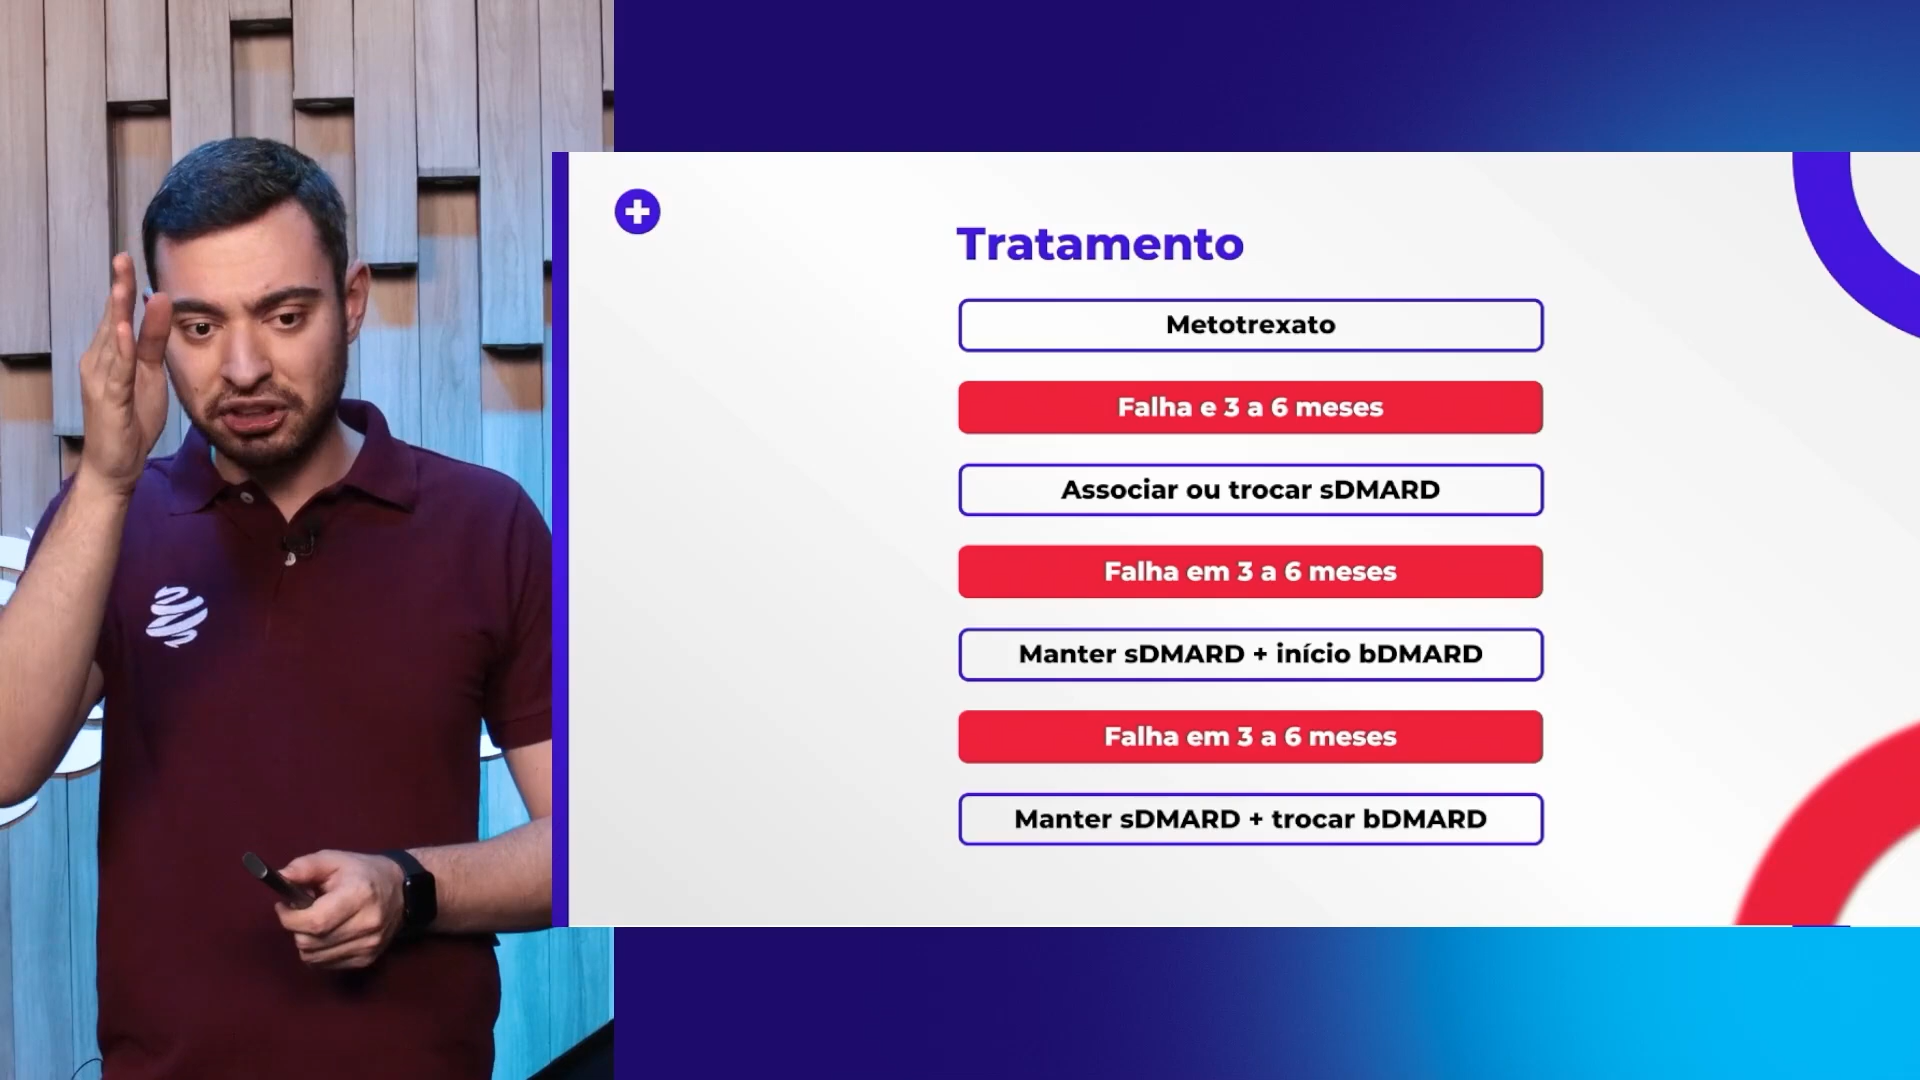 Tratamento
Metotrexato
Falha e 3 a 6 meses
Associar ou trocar sDMARD
Falha em 3 a 6 meses
Manter sDMARD + início bDMARD
Falha em 3 a 6 meses
Manter sDMARD + trocar bDMARD